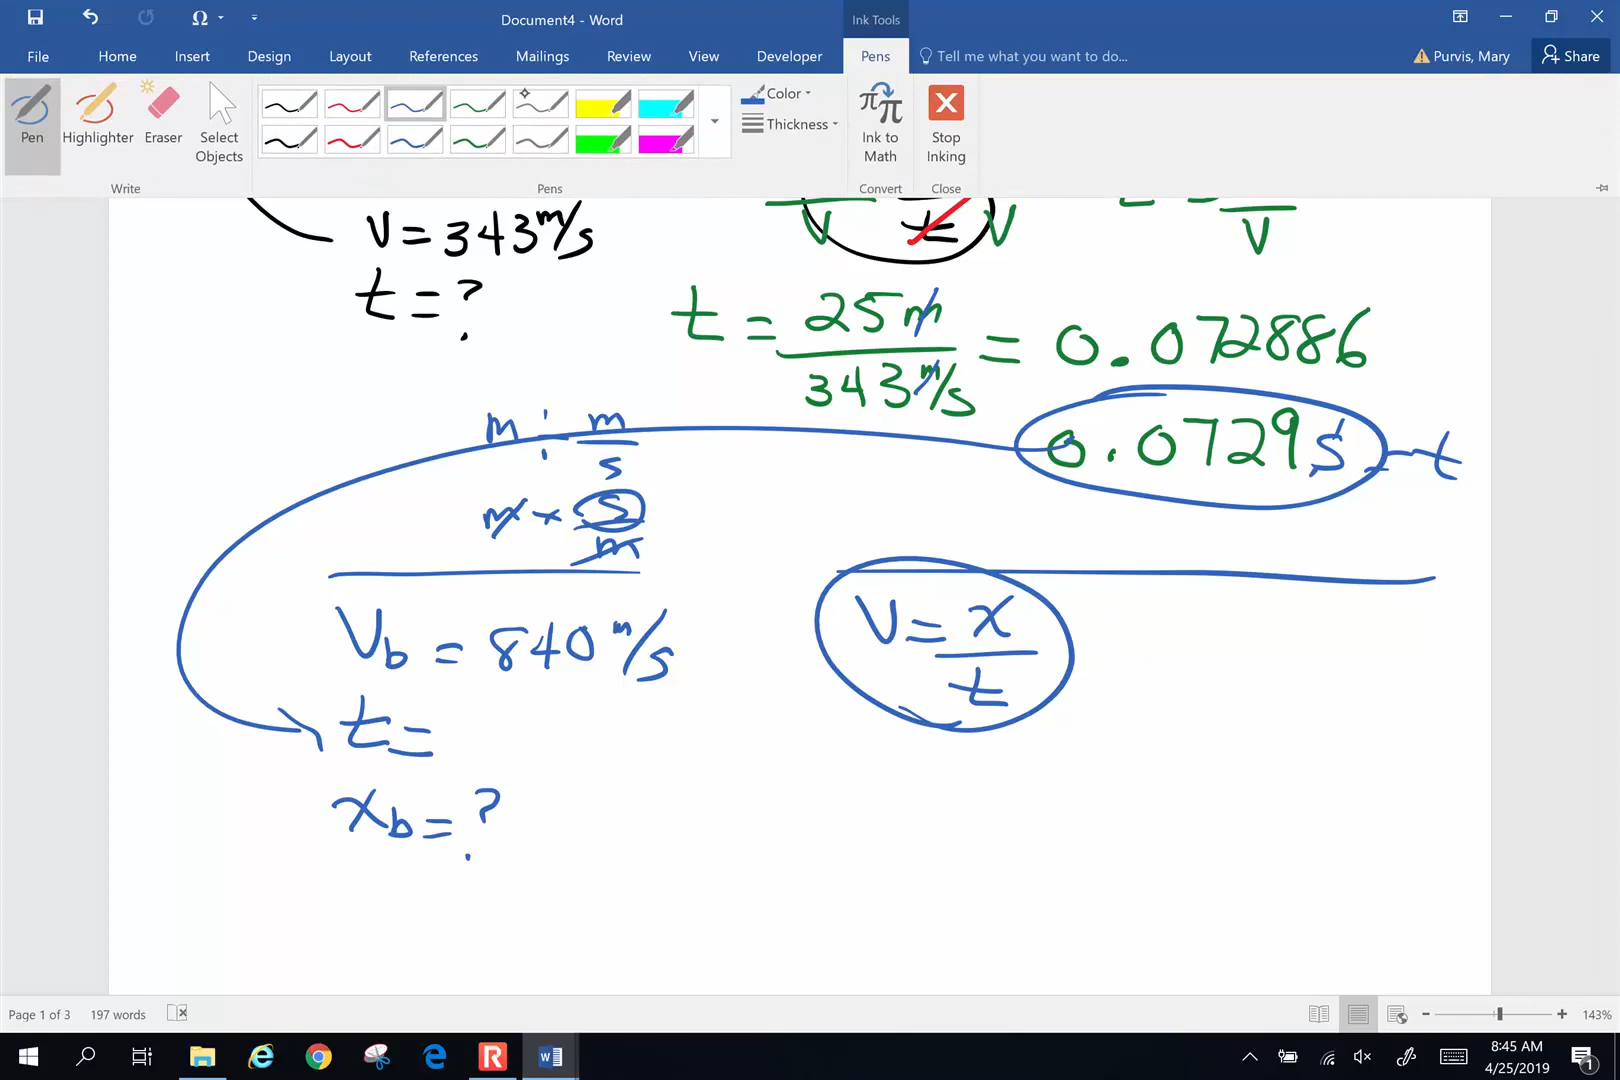 Document4 - Word
Ink Tools
File Home Insert Design Layout References Mailings Review View Developer Pens Tell me what you want to do... Purvis, Mary Share
Pen Highlighter Eraser Select Objects
Color
Thickness
Ink to Math
Stop Inking
Write Pens Convert Close
v = 343 m/s
t = ?
V t V
V
t = 25 m / 343 m/s = 0.072886
0.0729 s - t
m ÷ m/s
m × s/m
V_b = 840 m/s
t =
x_b = ?
V = x/t
Page 1 of 3 197 words 143%
8:45 AM
4/25/2019
1